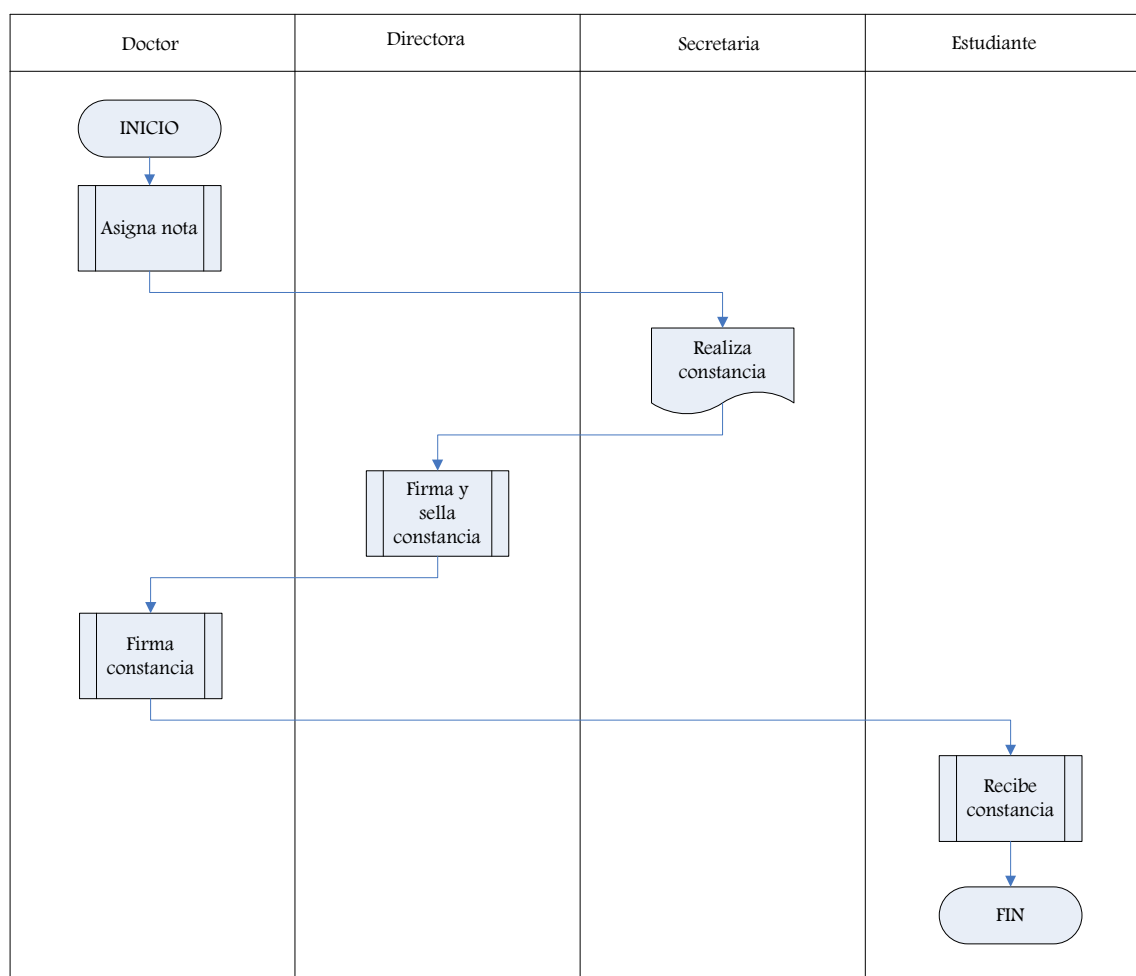 Doctor
Directora
Secretaria
Estudiante
INICIO
Asigna nota
Realiza
constancia
Firma y
sella
constancia
Firma
constancia
Recibe
constancia
FIN